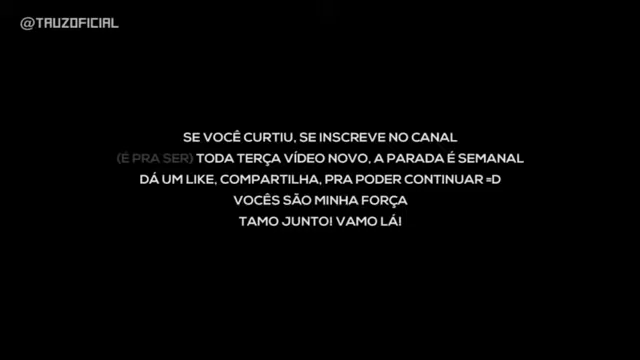 @TAUZOFICIAL
SE VOCÊ CURTIU, SE INSCREVE NO CANAL
(É PRA SER) TODA TERÇA VÍDEO NOVO, A PARADA É SEMANAL
DÁ UM LIKE, COMPARTILHA, PRA PODER CONTINUAR =D
VOCÊS SÃO MINHA FORÇA
TAMO JUNTO! VAMO LÁ!